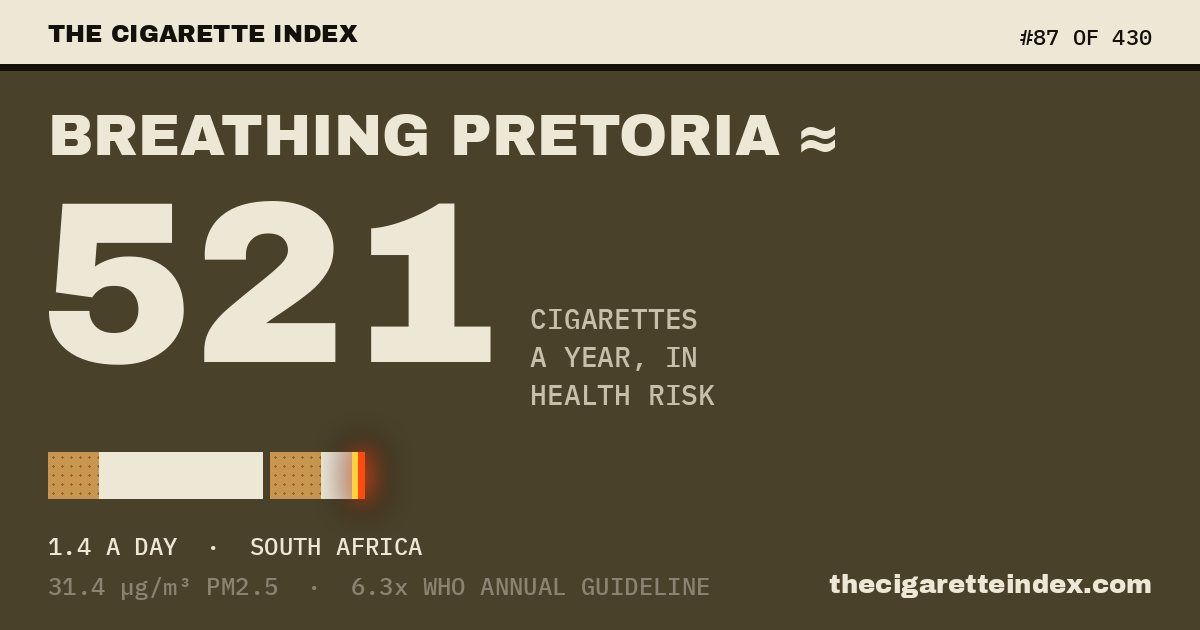 THE CIGARETTE INDEX
#87 OF 430
BREATHING PRETORIA ≈
521
CIGARETTES
A YEAR, IN
HEALTH RISK
1.4 A DAY · SOUTH AFRICA
31.4 µg/m³ PM2.5 · 6.3x WHO ANNUAL GUIDELINE
thecigaretteindex.com